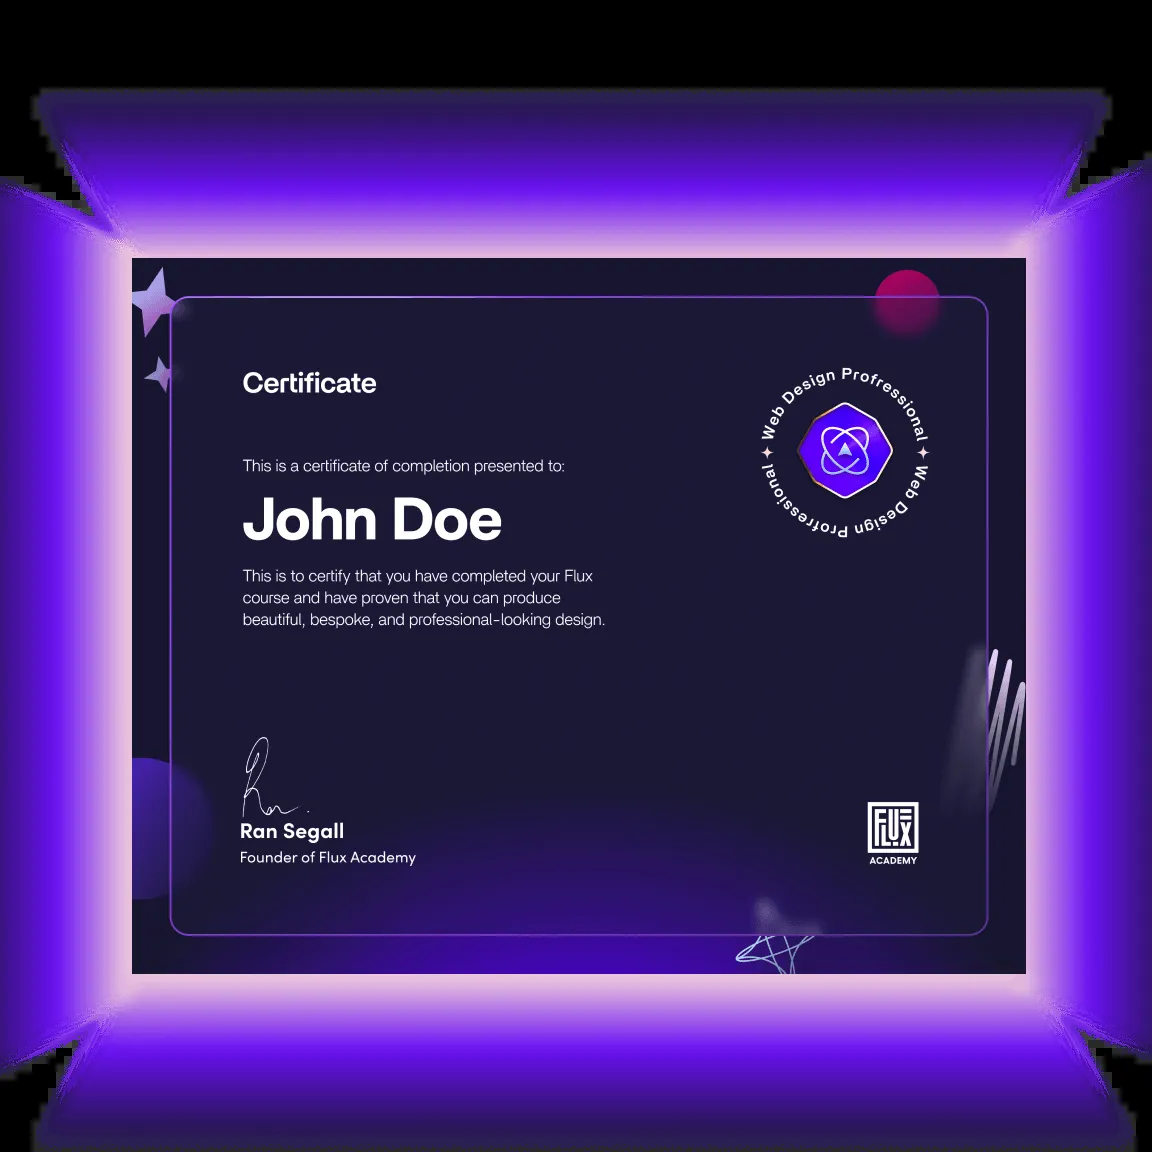 Certificate
Web Design Profressional
Web Design Profressional
This is a certificate of completion presented to:
John Doe
This is to certify that you have completed your Flux
course and have proven that you can produce
beautiful, bespoke, and professional-looking design.
Ran
Ran Segall
Founder of Flux Academy
FLUX
ACADEMY